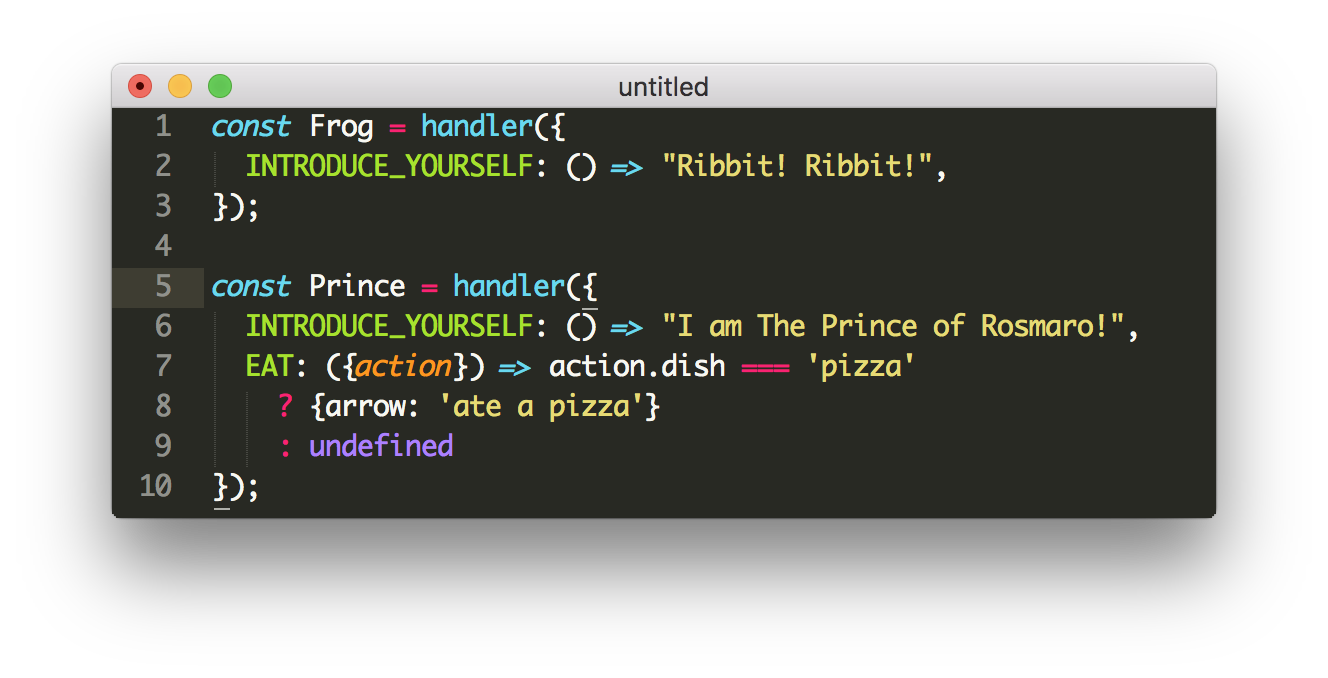 untitled
1 const Frog = handler({
2   INTRODUCE_YOURSELF: () => "Ribbit! Ribbit!",
3 });
4
5 const Prince = handler({
6   INTRODUCE_YOURSELF: () => "I am The Prince of Rosmaro!",
7   EAT: ({action}) => action.dish === 'pizza'
8     ? {arrow: 'ate a pizza'}
9     : undefined
10 });